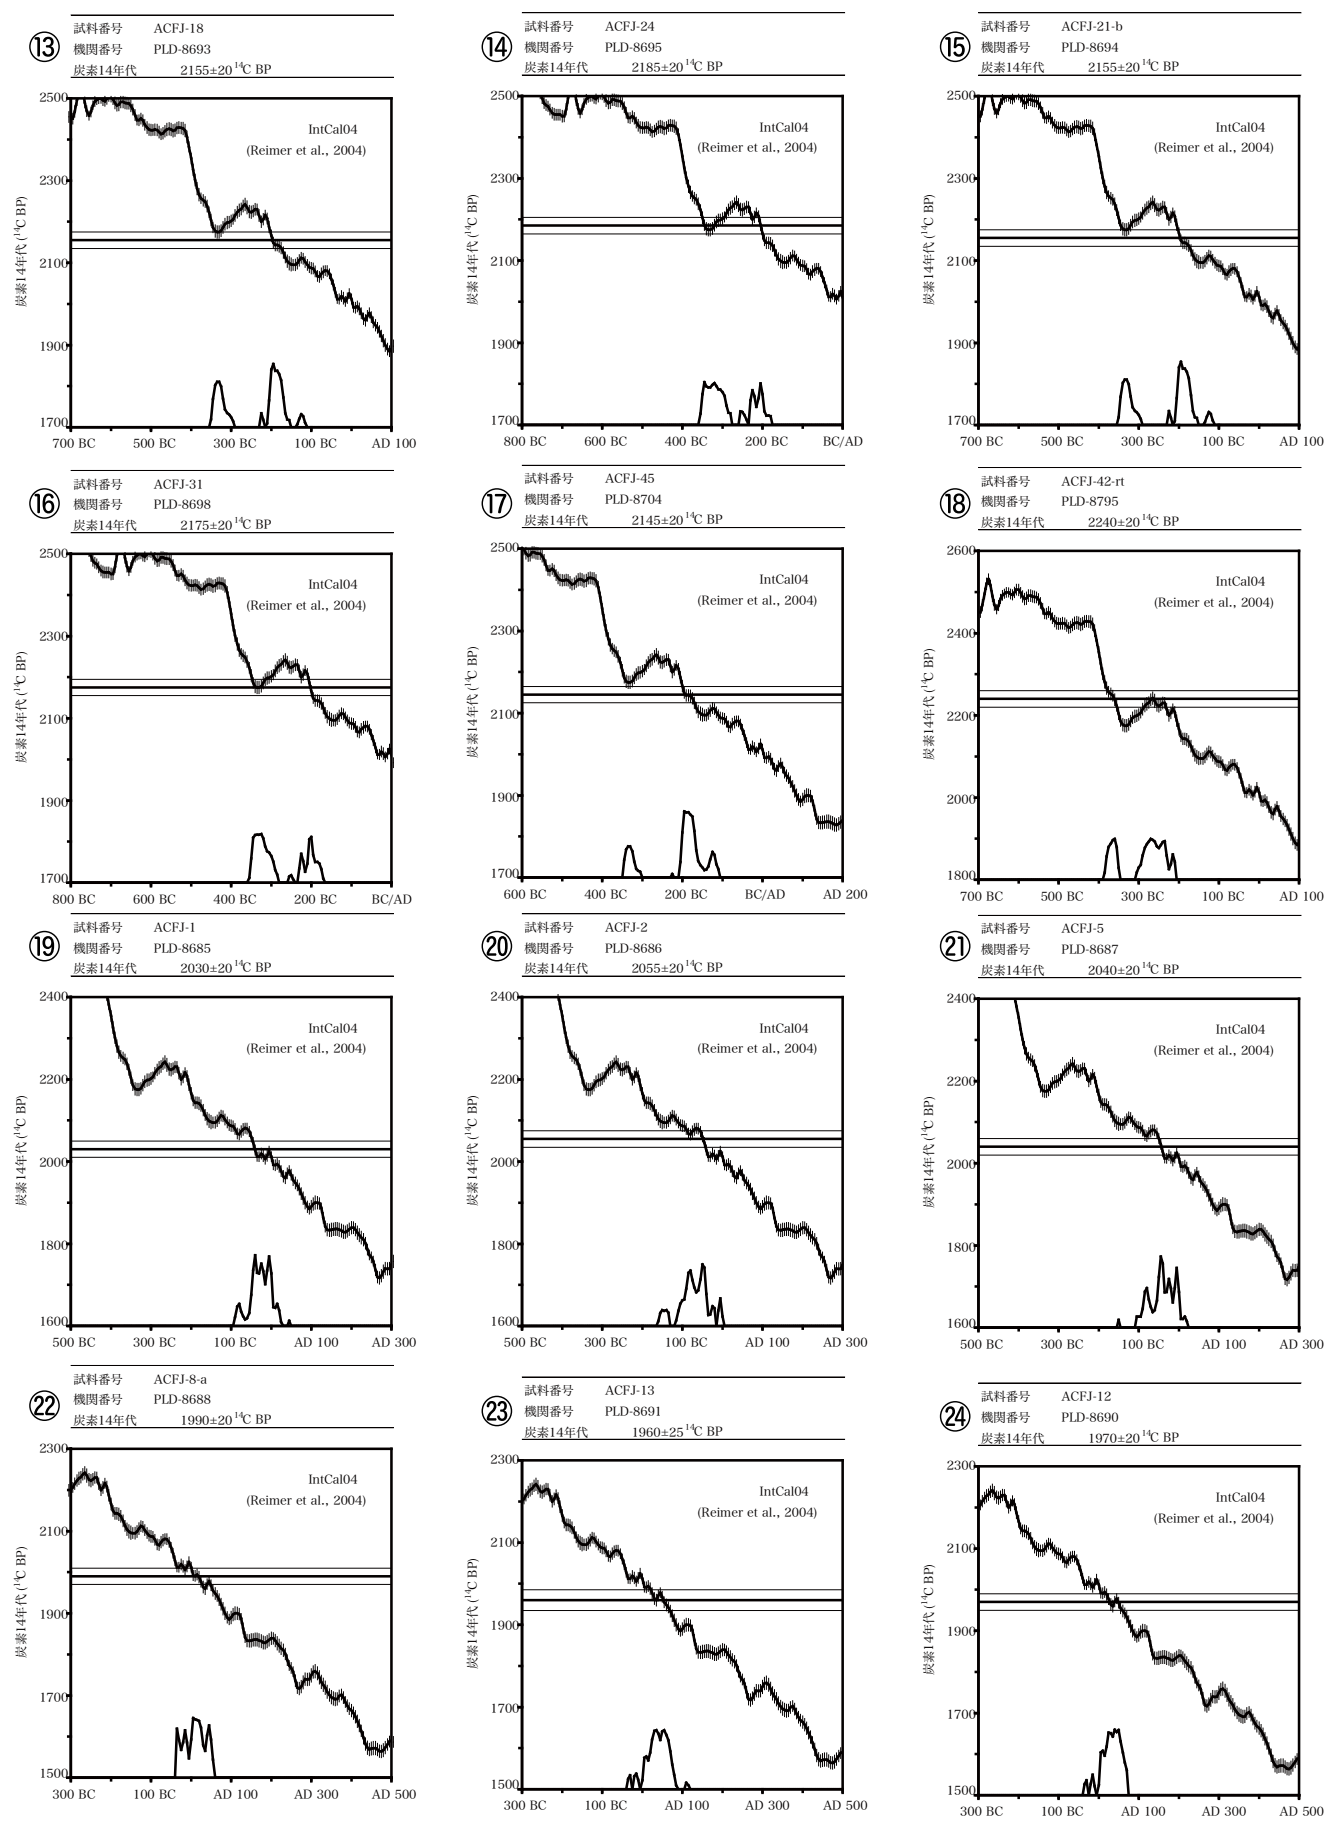 ⑬
試料番号 ACFJ-18
機関番号 PLD-8693
炭素14年代 2155±20 14C BP
2500
2300
2100
1900
1700
炭素14年代 (14C BP)
IntCal04
(Reimer et al., 2004)
700 BC 500 BC 300 BC 100 BC AD 100
⑭
試料番号 ACFJ-24
機関番号 PLD-8695
炭素14年代 2185±20 14C BP
2500
2300
2100
1900
1700
炭素14年代 (14C BP)
IntCal04
(Reimer et al., 2004)
800 BC 600 BC 400 BC 200 BC BC/AD
⑮
試料番号 ACFJ-21-b
機関番号 PLD-8694
炭素14年代 2155±20 14C BP
2500
2300
2100
1900
1700
炭素14年代 (14C BP)
IntCal04
(Reimer et al., 2004)
700 BC 500 BC 300 BC 100 BC AD 100
⑯
試料番号 ACFJ-31
機関番号 PLD-8698
炭素14年代 2175±20 14C BP
2500
2300
2100
1900
1700
炭素14年代 (14C BP)
IntCal04
(Reimer et al., 2004)
800 BC 600 BC 400 BC 200 BC BC/AD
⑰
試料番号 ACFJ-45
機関番号 PLD-8704
炭素14年代 2145±20 14C BP
2500
2300
2100
1900
1700
炭素14年代 (14C BP)
IntCal04
(Reimer et al., 2004)
600 BC 400 BC 200 BC BC/AD AD 200
⑱
試料番号 ACFJ-42-rt
機関番号 PLD-8795
炭素14年代 2240±20 14C BP
2600
2400
2200
2000
1800
炭素14年代 (14C BP)
IntCal04
(Reimer et al., 2004)
700 BC 500 BC 300 BC 100 BC AD 100
⑲
試料番号 ACFJ-1
機関番号 PLD-8685
炭素14年代 2030±20 14C BP
2400
2200
2000
1800
1600
炭素14年代 (14C BP)
IntCal04
(Reimer et al., 2004)
500 BC 300 BC 100 BC AD 100 AD 300
⑳
試料番号 ACFJ-2
機関番号 PLD-8686
炭素14年代 2055±20 14C BP
2400
2200
2000
1800
1600
炭素14年代 (14C BP)
IntCal04
(Reimer et al., 2004)
500 BC 300 BC 100 BC AD 100 AD 300
㉑
試料番号 ACFJ-5
機関番号 PLD-8687
炭素14年代 2040±20 14C BP
2400
2200
2000
1800
1600
炭素14年代 (14C BP)
IntCal04
(Reimer et al., 2004)
500 BC 300 BC 100 BC AD 100 AD 300
㉒
試料番号 ACFJ-8-a
機関番号 PLD-8688
炭素14年代 1990±20 14C BP
2300
2100
1900
1700
1500
炭素14年代 (14C BP)
IntCal04
(Reimer et al., 2004)
300 BC 100 BC AD 100 AD 300 AD 500
㉓
試料番号 ACFJ-13
機関番号 PLD-8691
炭素14年代 1960±25 14C BP
2300
2100
1900
1700
1500
炭素14年代 (14C BP)
IntCal04
(Reimer et al., 2004)
300 BC 100 BC AD 100 AD 300 AD 500
㉔
試料番号 ACFJ-12
機関番号 PLD-8690
炭素14年代 1970±20 14C BP
2300
2100
1900
1700
1500
炭素14年代 (14C BP)
IntCal04
(Reimer et al., 2004)
300 BC 100 BC AD 100 AD 300 AD 500